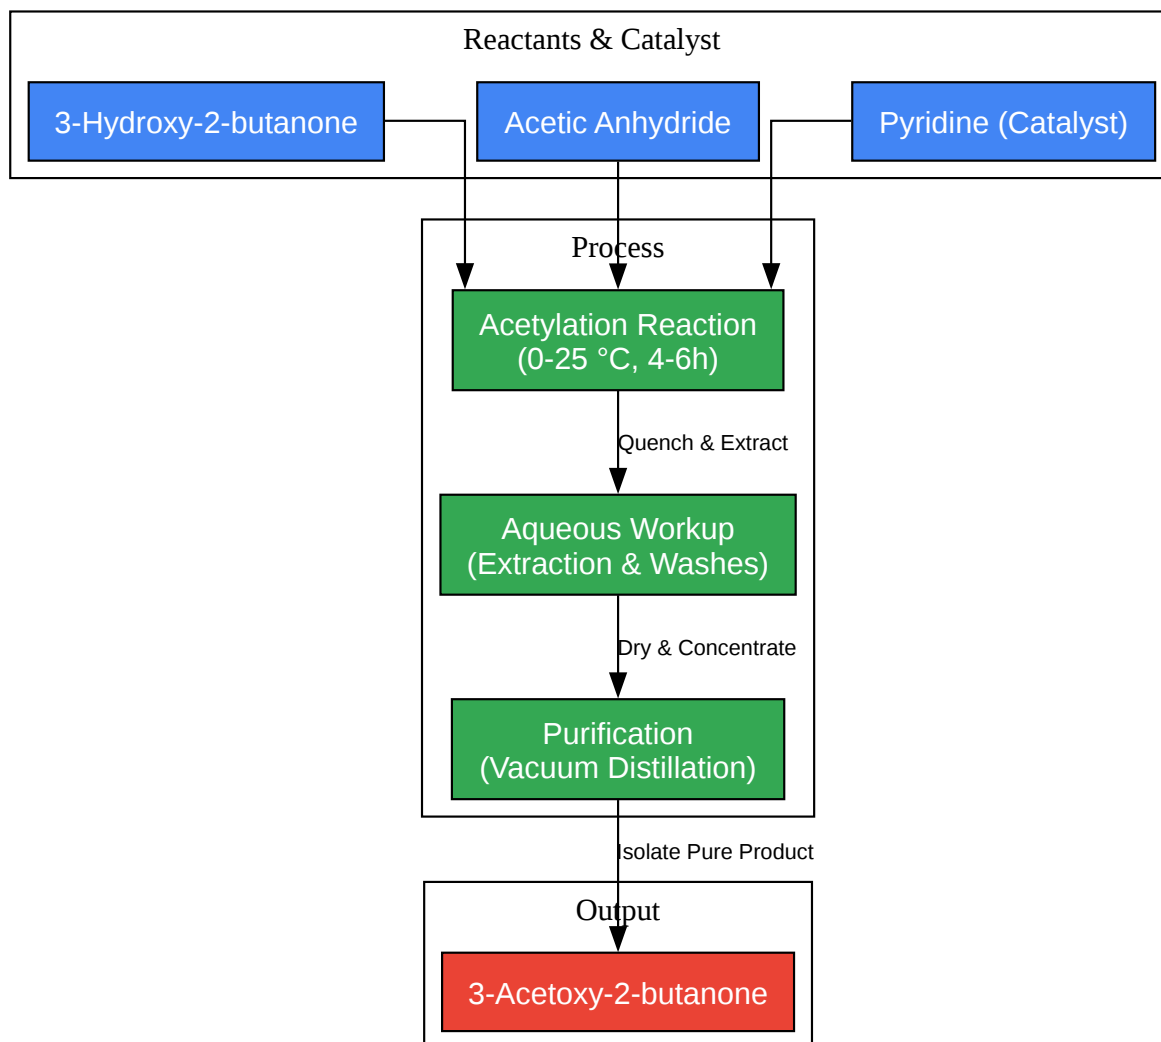 Reactants & Catalyst
3-Hydroxy-2-butanone
Acetic Anhydride
Pyridine (Catalyst)
Process
Acetylation Reaction
(0-25 °C, 4-6h)
Quench & Extract
Aqueous Workup
(Extraction & Washes)
Dry & Concentrate
Purification
(Vacuum Distillation)
Isolate Pure Product
Output
3-Acetoxy-2-butanone